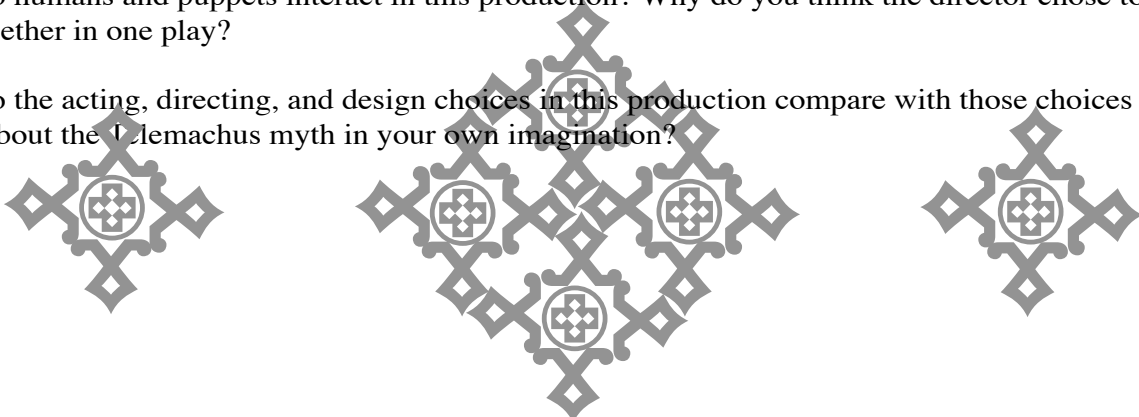 humans and puppets interact in this production? Why do you think the director chose to
ether in one play?
the acting, directing, and design choices in this production compare with those choices
bout the Telemachus myth in your own imagination?